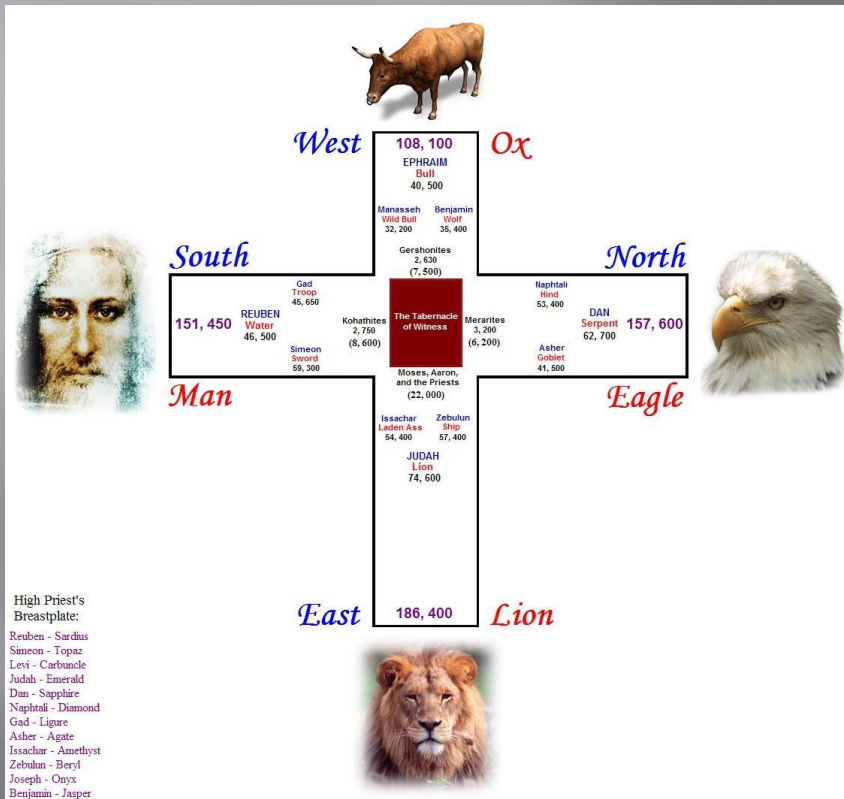 West
Ox
108, 100
EPHRAIM
Bull
40, 500
Manasseh
Wild Bull
32, 200
Benjamin
Wolf
35, 400
Gershonites
2, 630
(7, 500)
South
North
151, 450
REUBEN
Water
46, 500
Gad
Troop
45, 650
Simeon
Sword
59, 300
Kohathites
2, 750
(8, 600)
The Tabernacle
of Witness
Merarites
3, 200
(6, 200)
Naphtali
Hind
53, 400
Asher
Goblet
41, 500
DAN
Serpent
62, 700
157, 600
Man
Eagle
Moses, Aaron,
and the Priests
(22, 000)
Issachar
Laden Ass
54, 400
Zebulun
Ship
57, 400
JUDAH
Lion
74, 600
East
186, 400
Lion
High Priest's
Breastplate:
Reuben - Sardius
Simeon - Topaz
Levi - Carbuncle
Judah - Emerald
Dan - Sapphire
Naphtali - Diamond
Gad - Ligure
Asher - Agate
Issachar - Amethyst
Zebulun - Beryl
Joseph - Onyx
Benjamin - Jasper